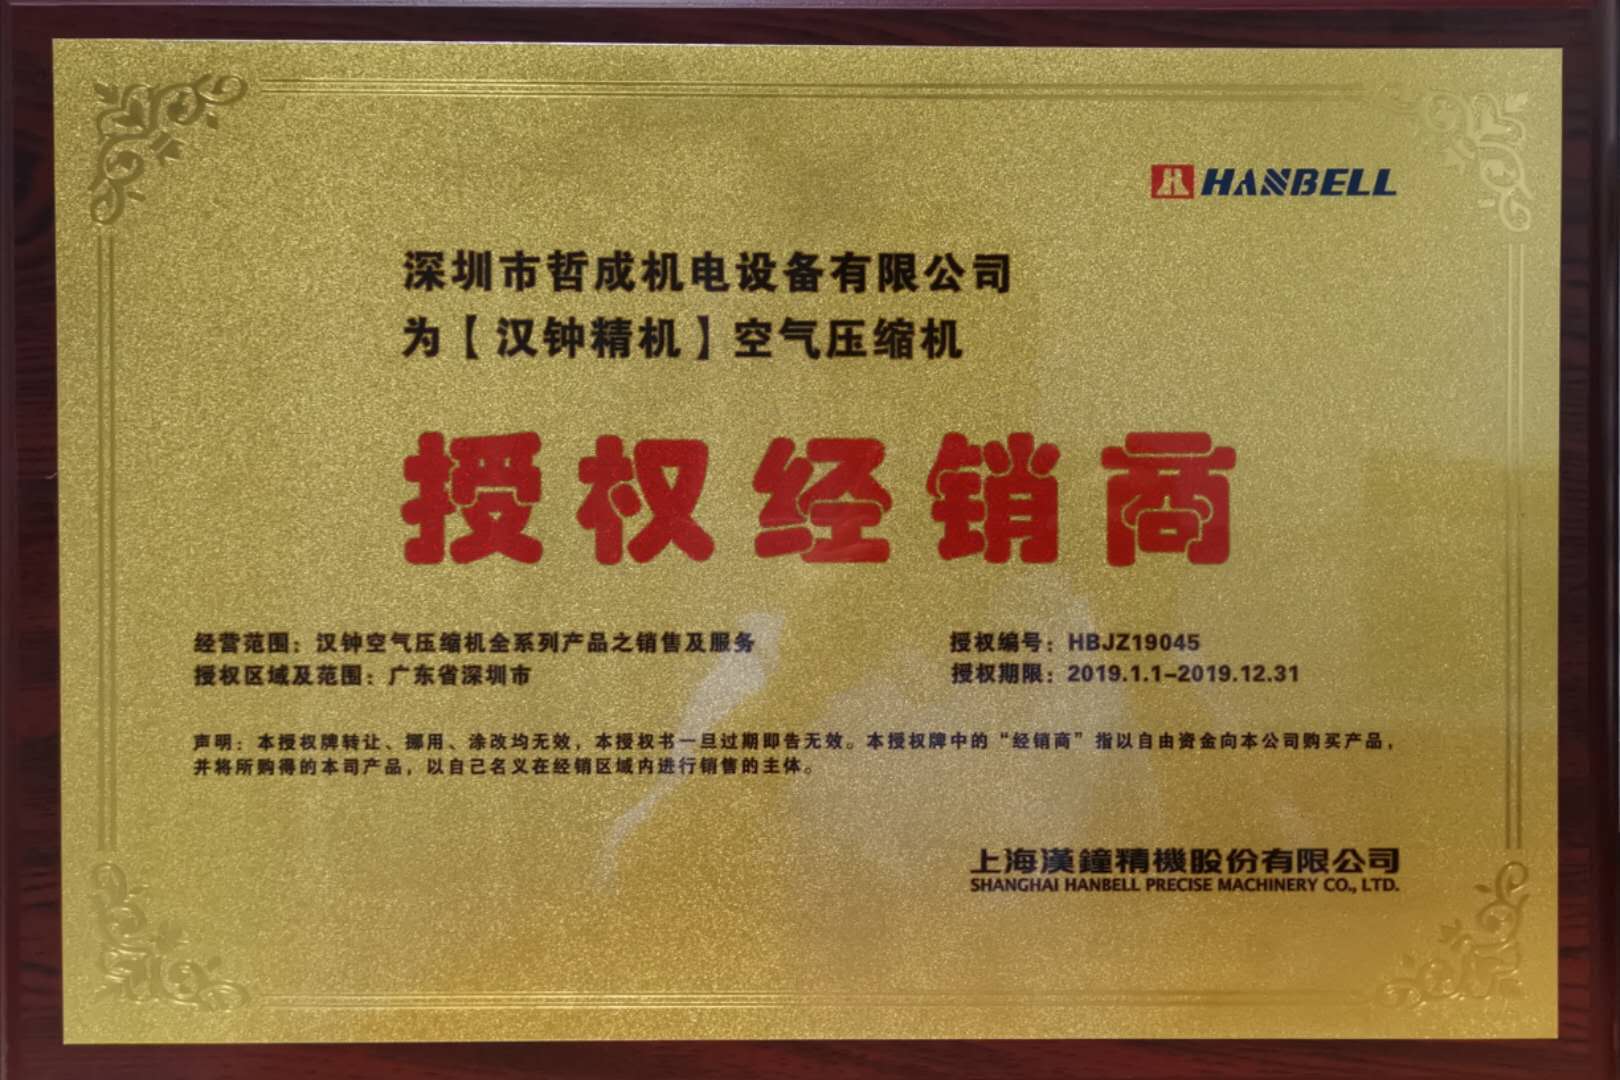 HANBELL
深圳市哲成机电设备有限公司
为【汉钟精机】空气压缩机
授权经销商
经营范围：汉钟空气压缩机全系列产品之销售及服务
授权区域及范围：广东省深圳市
授权编号：HBJZ19045
授权期限：2019.1.1-2019.12.31
声明：本授权牌转让、挪用、涂改均无效，本授权书一旦过期即告无效。本授权牌中的“经销商”指以自由资金向本公司购买产品，
并将所购得的本司产品，以自己名义在经销区域内进行销售的主体。
上海漢鐘精機股份有限公司
SHANGHAI HANBELL PRECISE MACHINERY CO., LTD.